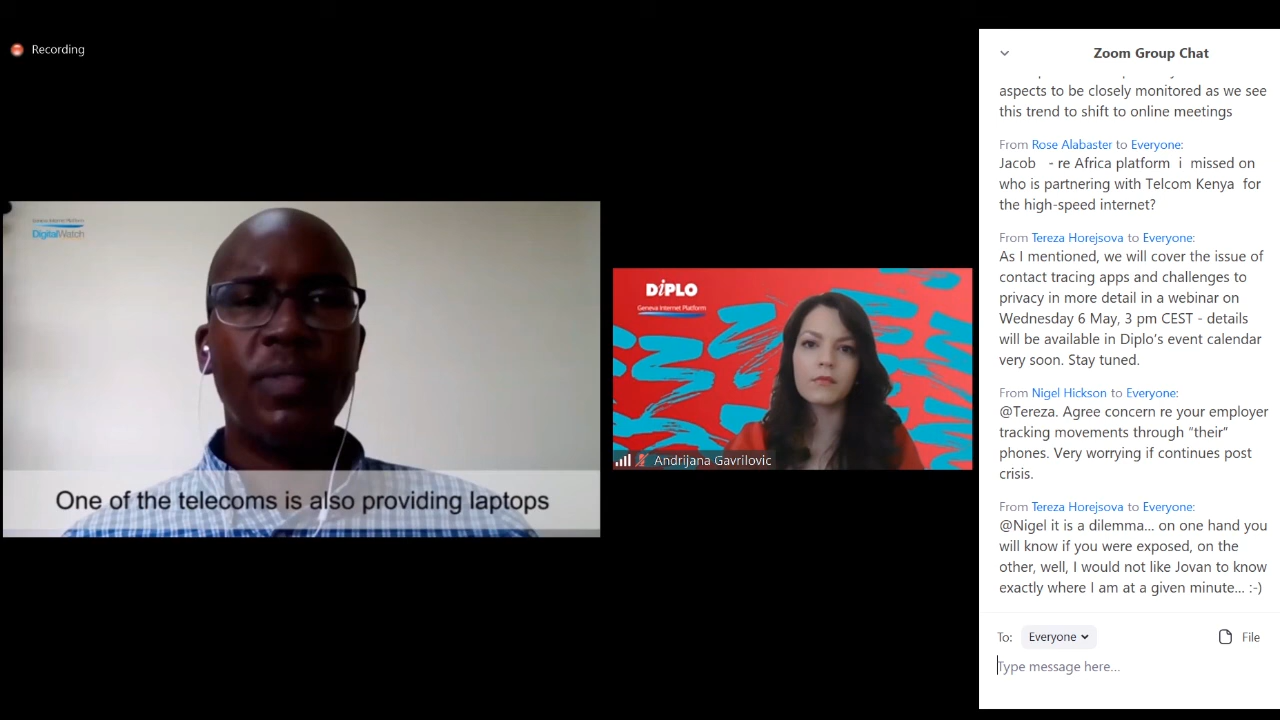 Recording
Geneva Internet Platform
DigitalWatch
One of the telecoms is also providing laptops
DiPLO
Geneva Internet Platform
Andrijana Gavrilovic
Zoom Group Chat
aspects to be closely monitored as we see
this trend to shift to online meetings
From Rose Alabaster to Everyone:
Jacob - re Africa platform i missed on
who is partnering with Telcom Kenya for
the high-speed internet?
From Tereza Horejsova to Everyone:
As I mentioned, we will cover the issue of
contact tracing apps and challenges to
privacy in more detail in a webinar on
Wednesday 6 May, 3 pm CEST - details
will be available in Diplo's event calendar
very soon. Stay tuned.
From Nigel Hickson to Everyone:
@Tereza. Agree concern re your employer
tracking movements through “their”
phones. Very worrying if continues post
crisis.
From Tereza Horejsova to Everyone:
@Nigel it is a dilemma... on one hand you
will know if you were exposed, on the
other, well, I would not like Jovan to know
exactly where I am at a given minute... :-)
To: Everyone File
Type message here...